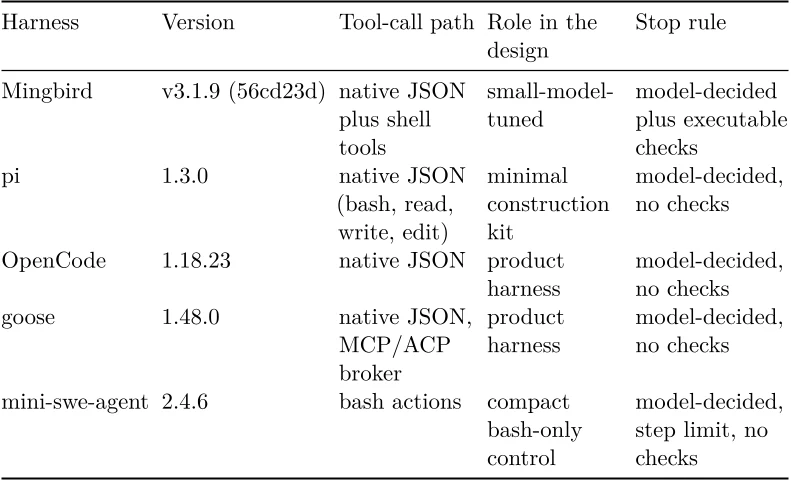 Harness Version Tool-call path Role in the Stop rule
design
Mingbird v3.1.9 (56cd23d) native JSON small-model- model-decided
plus shell tuned plus executable
tools checks
pi 1.3.0 native JSON minimal model-decided,
(bash, read, construction no checks
write, edit) kit
OpenCode 1.18.23 native JSON product model-decided,
harness no checks
goose 1.48.0 native JSON, product model-decided,
MCP/ACP harness no checks
broker
mini-swe-agent 2.4.6 bash actions compact model-decided,
bash-only step limit, no
control checks